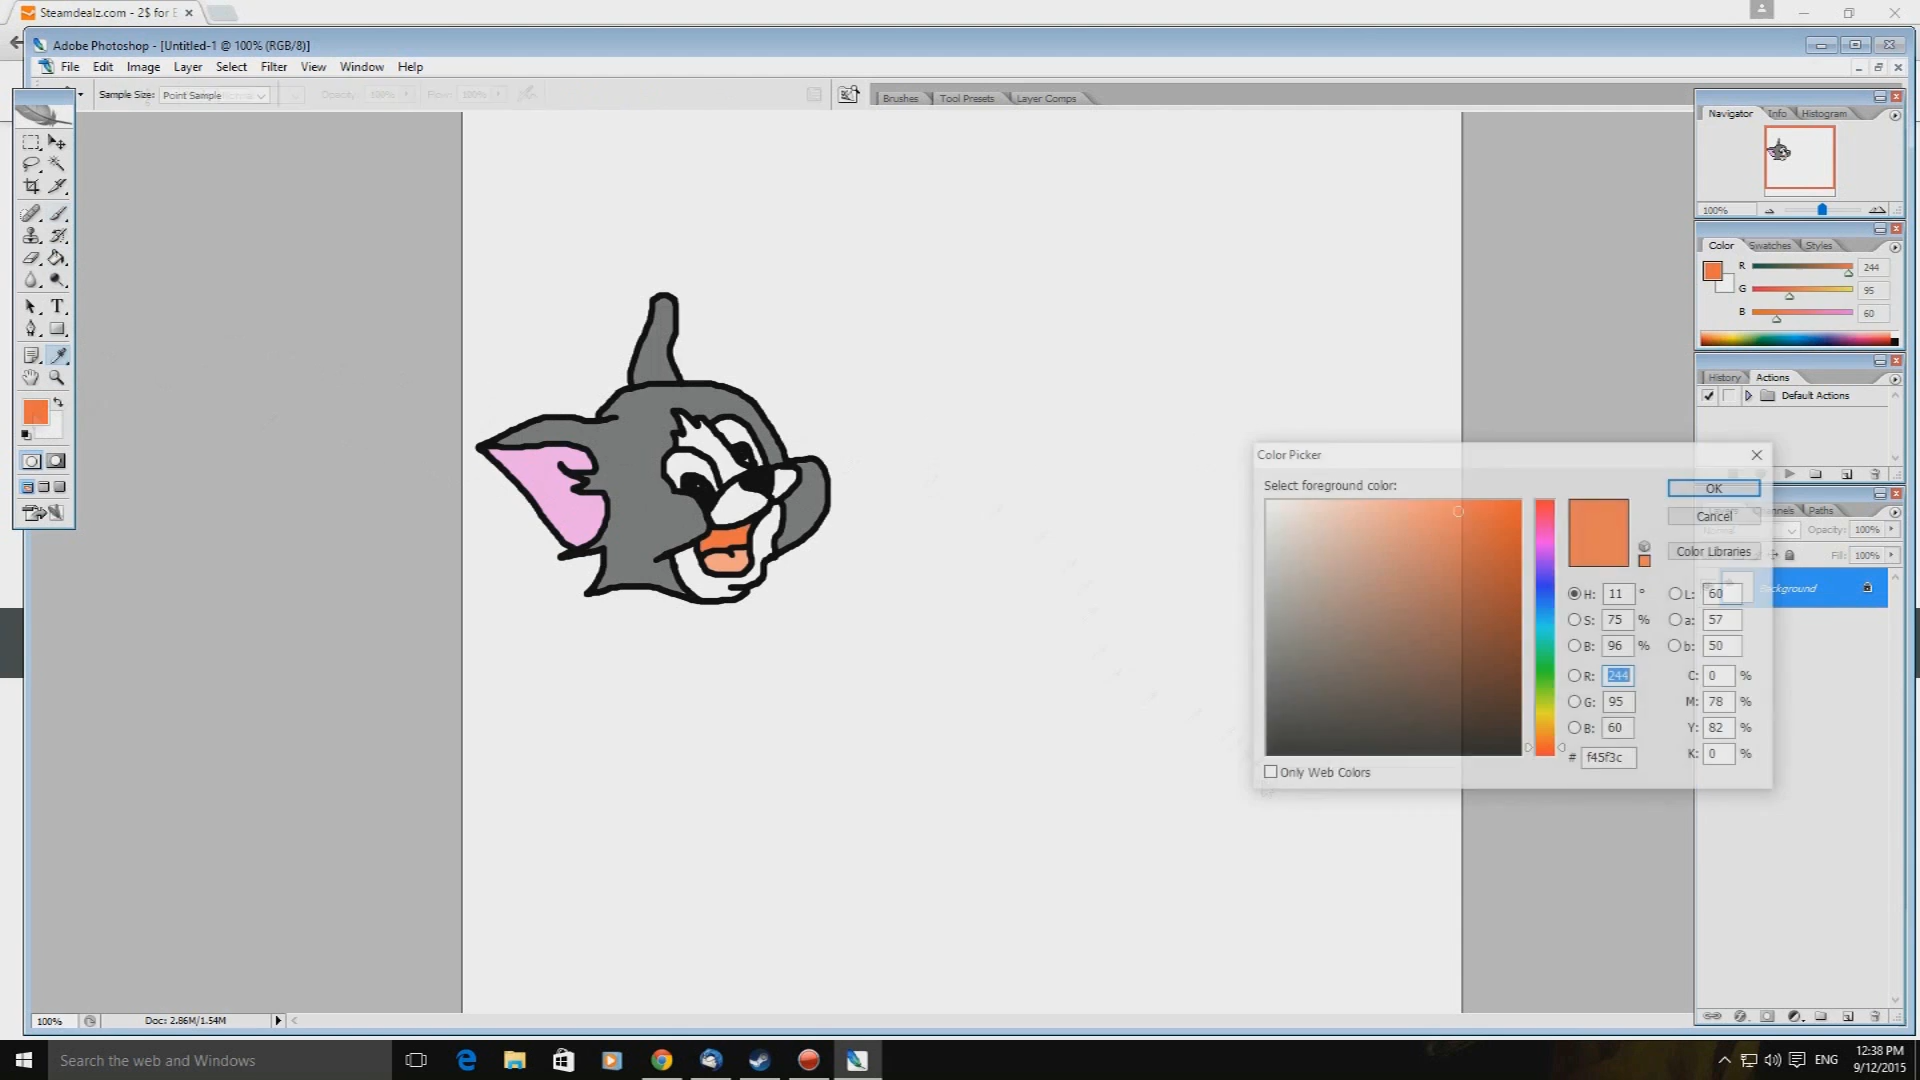 Steamdealz.com - 2$ for E
Adobe Photoshop - [Untitled-1 @ 100% (RGB/8)]
File Edit Image Layer Select Filter View Window Help
Sample Size: Point Sample Opacity: 100% Flow: 100% Brushes Tool Presets Layer Comps
Navigator Info Histogram
100%
Color Swatches Styles
R 244
G 95
B 60
History Actions
Default Actions
Color Picker
Select foreground color:
OK
Cancel
Color Libraries
H: 11 ° L: 60
S: 75 % a: 57
B: 96 % b: 50
R: 244 C: 0 %
G: 95 M: 78 %
B: 60 Y: 82 %
# f45f3c K: 0 %
Only Web Colors
Paths
Opacity: 100%
Fill: 100%
T
100% Doc: 2.86M/1.54M
Search the web and Windows
ENG
12:38 PM
9/12/2015